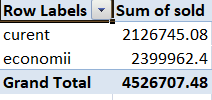 Row Labels Sum of sold
curent 2126745.08
economii 2399962.4
Grand Total 4526707.48